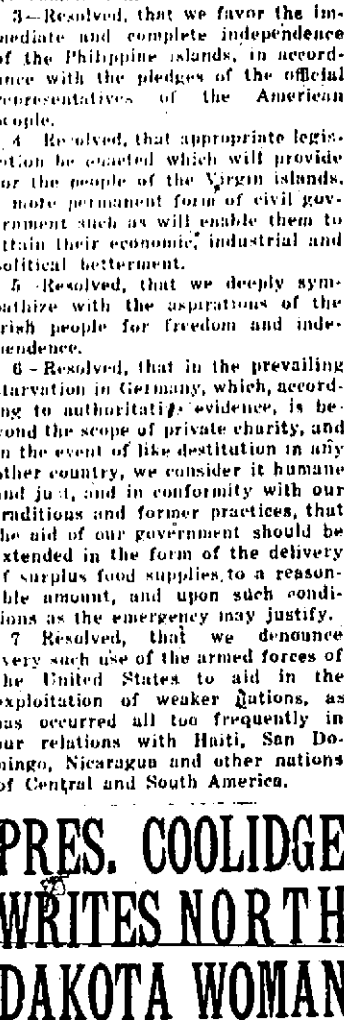 3—Resolved, that we favor the im-
mediate and complete independence
of the Philippine islands, in accord-
ance with the pledges of the official
representatives of the American
people.
4 Resolved, that appropriate legis-
ation be enacted which will provide
for the people of the Virgin islands,
more permanent form of civil gov-
ernment such as will enable them to
attain their economic, industrial and
political betterment.
5 -Resolved, that we deeply sym-
pathize with the aspirations of the
Irish people for freedom and inde-
pendence.
6 - Resolved, that in the prevailing
starvation in Germany, which, accord-
ing to authoritative evidence, is be-
yond the scope of private charity, and
in the event of like destitution in any
other country, we consider it humane
and just, and in conformity with our
traditions and former practices, that
the aid of our government should be
extended in the form of the delivery
of surplus food supplies, to a reason-
able amount, and upon such condi-
tions as the emergency may justify.
7 Resolved, that we denounce
every such use of the armed forces of
the United States to aid in the
exploitation of weaker nations, as
has occurred all too frequently in
our relations with Haiti, San Do-
mingo, Nicaragua and other nations
of Central and South America.
PRES. COOLIDGE
WRITES NORTH
DAKOTA WOMAN